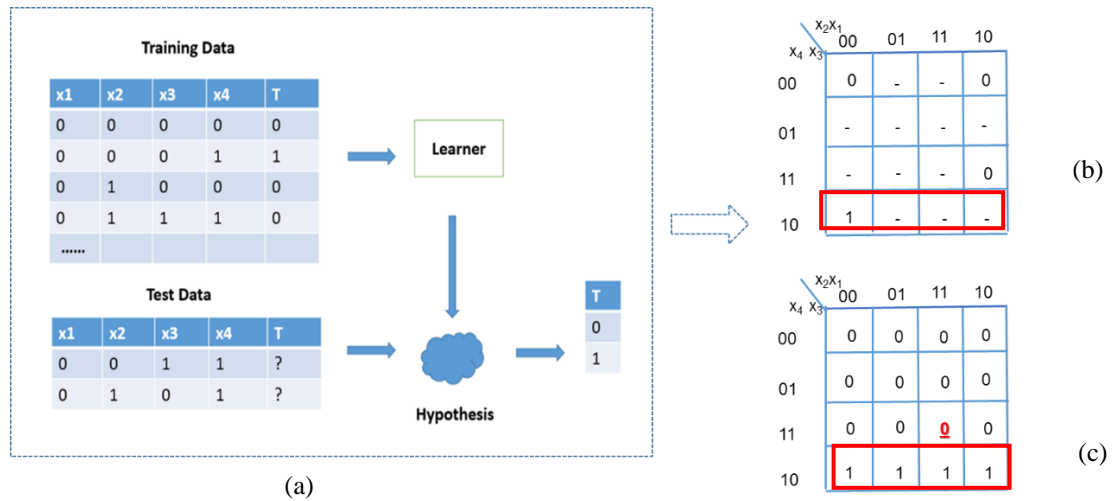 Training Data
x1 x2 x3 x4 T
0 0 0 0 0
0 0 0 1 1
0 1 0 0 0
0 1 1 1 0
......
Learner
Test Data
x1 x2 x3 x4 T
0 0 1 1 ?
0 1 0 1 ?
Hypothesis
T
0
1
(a)
x₂x₁
x₄ x₃
00 01 11 10
00 0 - - 0
01 - - - -
11 - - - 0
10 1 - - -
(b)
x₂x₁
x₄ x₃
00 01 11 10
00 0 0 0 0
01 0 0 0 0
11 0 0 0 0
10 1 1 1 1
(c)